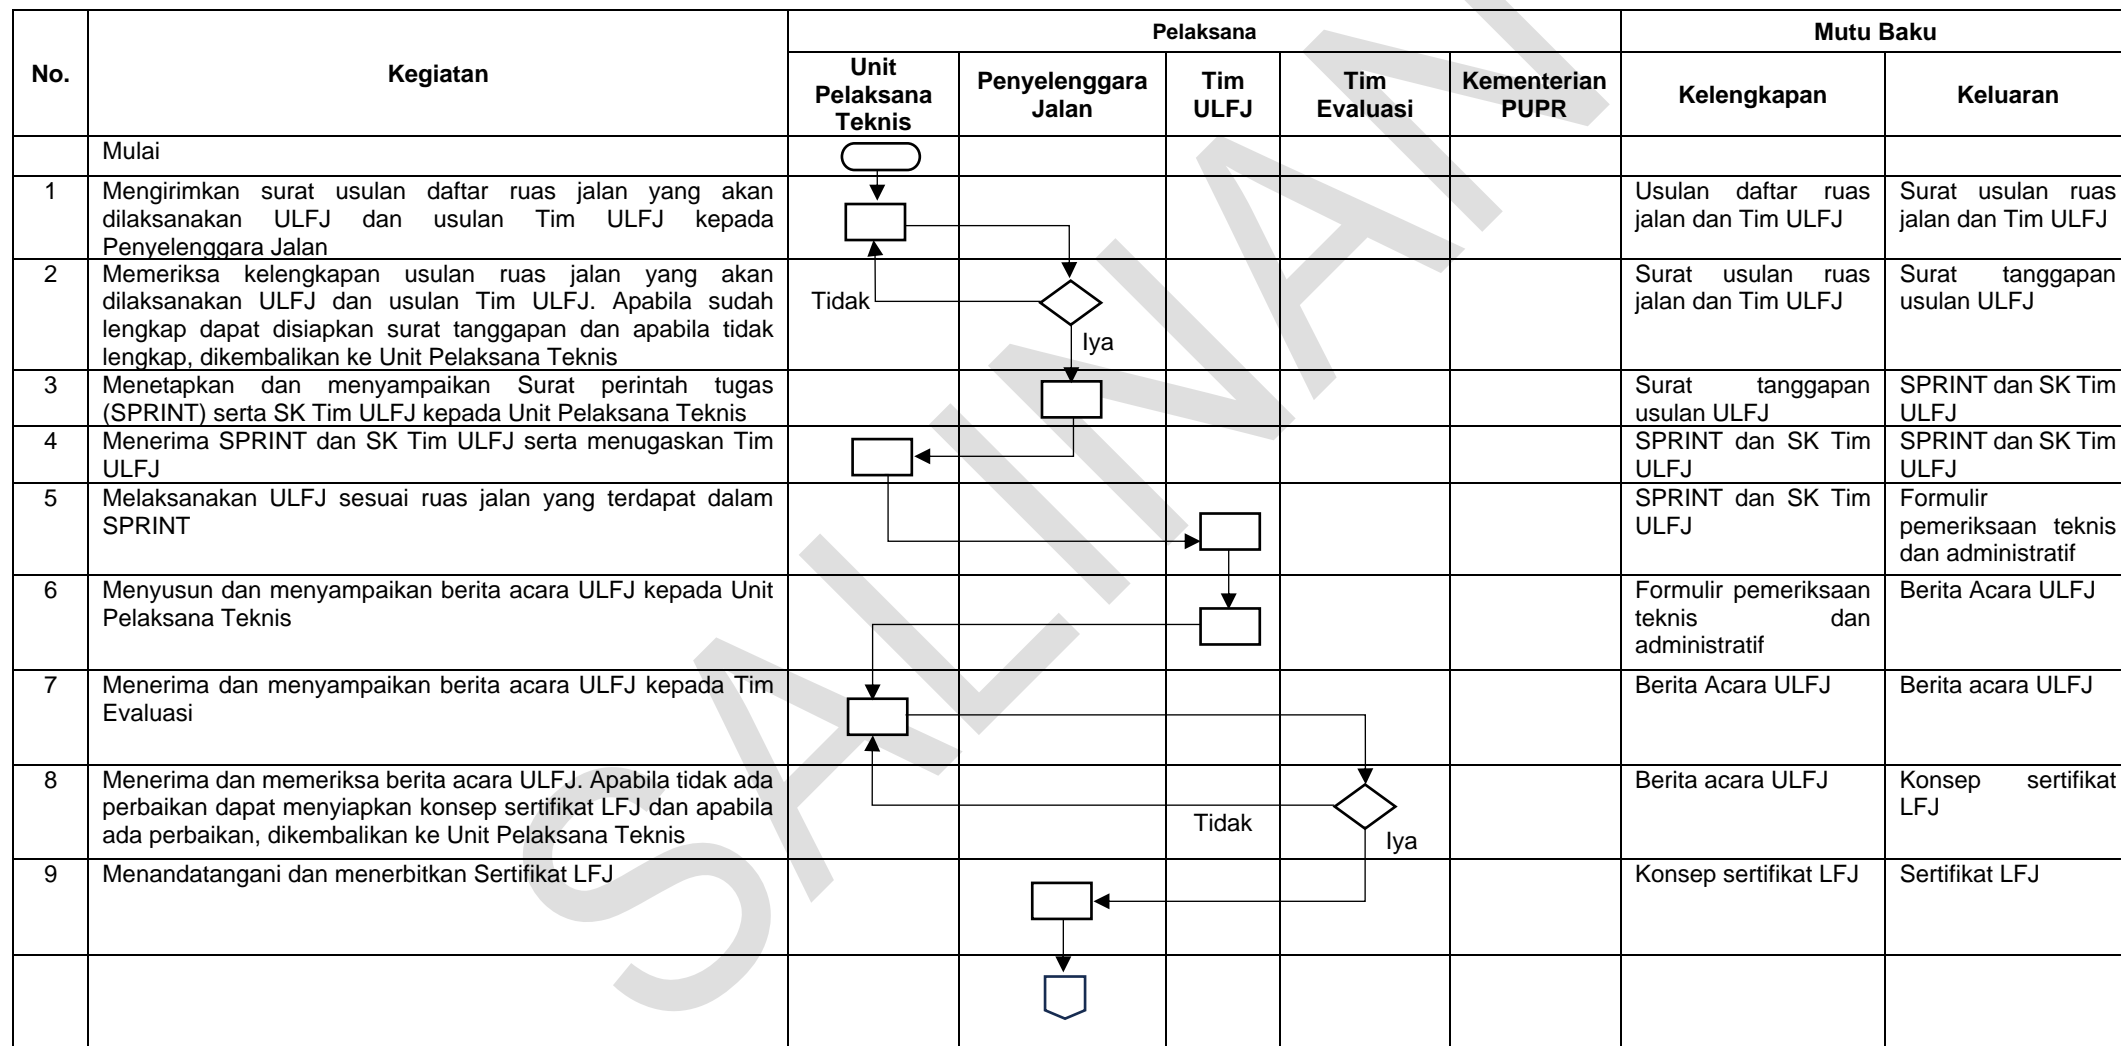 No.
Kegiatan
Pelaksana
Mutu Baku
Unit
Pelaksana
Teknis
Penyelenggara
Jalan
Tim
ULFJ
Tim
Evaluasi
Kementerian
PUPR
Kelengkapan
Keluaran
Mulai
1
Mengirimkan surat usulan daftar ruas jalan yang akan
dilaksanakan ULFJ dan usulan Tim ULFJ kepada
Penyelenggara Jalan
Usulan daftar ruas
jalan dan Tim ULFJ
Surat usulan ruas
jalan dan Tim ULFJ
2
Memeriksa kelengkapan usulan ruas jalan yang akan
dilaksanakan ULFJ dan usulan Tim ULFJ. Apabila sudah
lengkap dapat disiapkan surat tanggapan dan apabila tidak
lengkap, dikembalikan ke Unit Pelaksana Teknis
Tidak
Iya
Surat usulan ruas
jalan dan Tim ULFJ
Surat tanggapan
usulan ULFJ
3
Menetapkan dan menyampaikan Surat perintah tugas
(SPRINT) serta SK Tim ULFJ kepada Unit Pelaksana Teknis
Surat tanggapan
usulan ULFJ
SPRINT dan SK Tim
ULFJ
4
Menerima SPRINT dan SK Tim ULFJ serta menugaskan Tim
ULFJ
SPRINT dan SK Tim
ULFJ
SPRINT dan SK Tim
ULFJ
5
Melaksanakan ULFJ sesuai ruas jalan yang terdapat dalam
SPRINT
SPRINT dan SK Tim
ULFJ
Formulir
pemeriksaan teknis
dan administratif
6
Menyusun dan menyampaikan berita acara ULFJ kepada Unit
Pelaksana Teknis
Formulir pemeriksaan
teknis dan
administratif
Berita Acara ULFJ
7
Menerima dan menyampaikan berita acara ULFJ kepada Tim
Evaluasi
Berita Acara ULFJ
Berita acara ULFJ
8
Menerima dan memeriksa berita acara ULFJ. Apabila tidak ada
perbaikan dapat menyiapkan konsep sertifikat LFJ dan apabila
ada perbaikan, dikembalikan ke Unit Pelaksana Teknis
Tidak
Iya
Berita acara ULFJ
Konsep sertifikat
LFJ
9
Menandatangani dan menerbitkan Sertifikat LFJ
Konsep sertifikat LFJ
Sertifikat LFJ
SALINAN